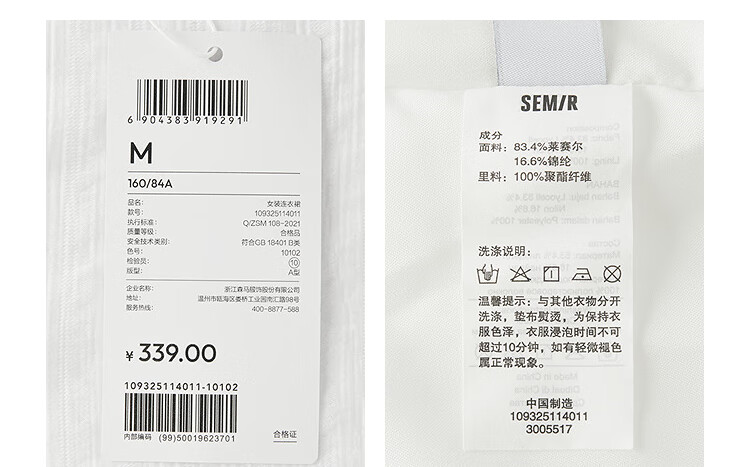 6 904383 919291
M
160/84A
品名: 女装连衣裙
款号: 109325114011
执行标准: Q/ZSM 108-2021
质量等级: 合格品
安全技术类别: 符合GB 18401 B类
色号: 10102
检验员: 10
版型: A型
企业名称: 浙江森马服饰股份有限公司
地址: 温州市瓯海区娄桥工业园南汇路98号
服务热线: 400-8877-588
¥ 339.00
109325114011-10102
内部编码 (99)50019623701
合格证
SEMIR
成分
面料: 83.4%莱赛尔
16.6%锦纶
里料: 100%聚酯纤维
洗涤说明:
温馨提示: 与其他衣物分开
洗涤, 垫布熨烫, 为保持衣
服色泽, 衣服浸泡时间不可
超过10分钟, 如有轻微褪色
属正常现象。
中国制造
109325114011
3005517